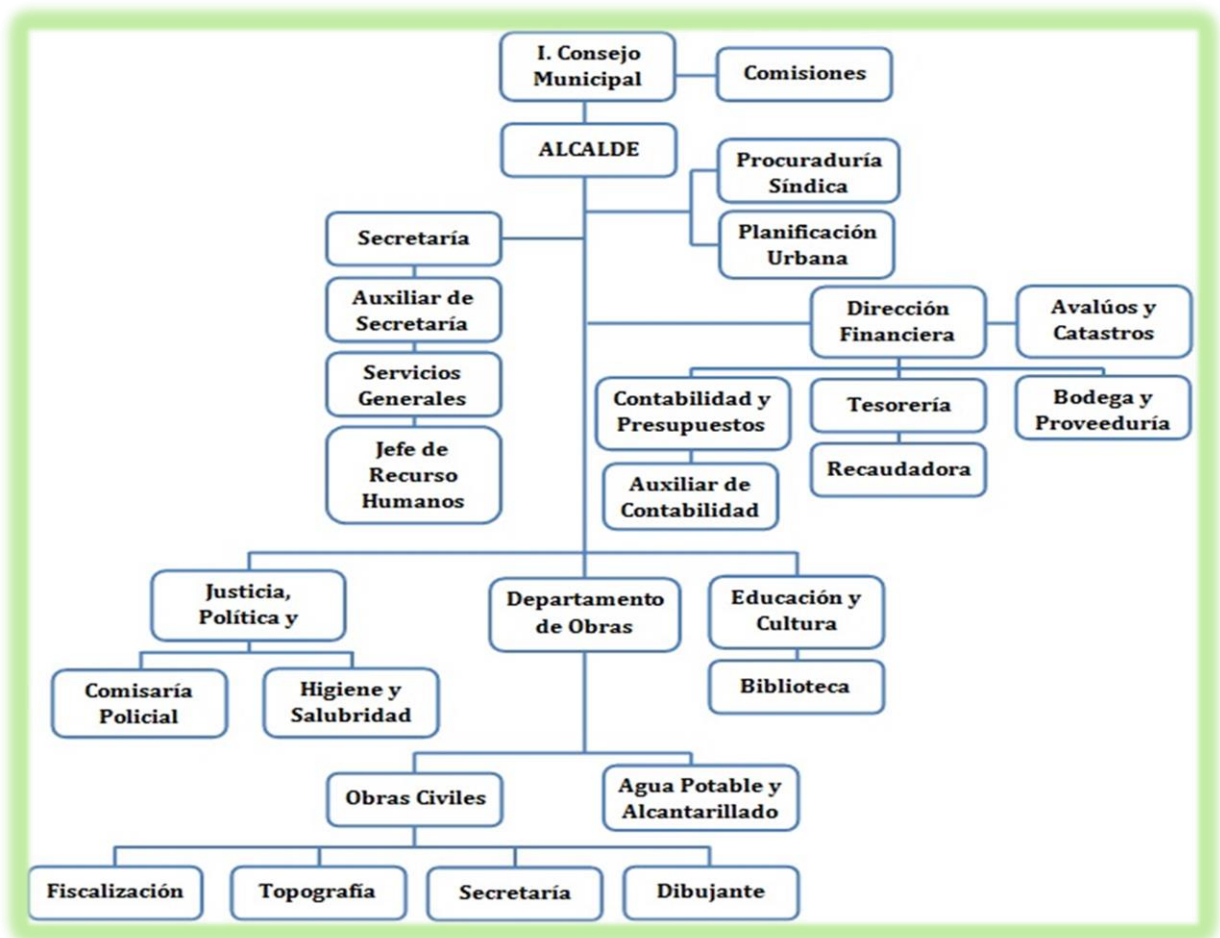 I. Consejo
Municipal
Comisiones
ALCALDE
Procuraduría
Síndica
Secretaría
Planificación
Urbana
Auxiliar de
Secretaría
Dirección
Financiera
Avalúos y
Catastros
Servicios
Generales
Contabilidad y
Presupuestos
Tesorería
Bodega y
Proveeduría
Jefe de
Recurso
Humanos
Recaudadora
Auxiliar de
Contabilidad
Justicia,
Política y
Departamento
de Obras
Educación y
Cultura
Comisaría
Policial
Higiene y
Salubridad
Biblioteca
Obras Civiles
Agua Potable y
Alcantarillado
Fiscalización
Topografía
Secretaría
Dibujante